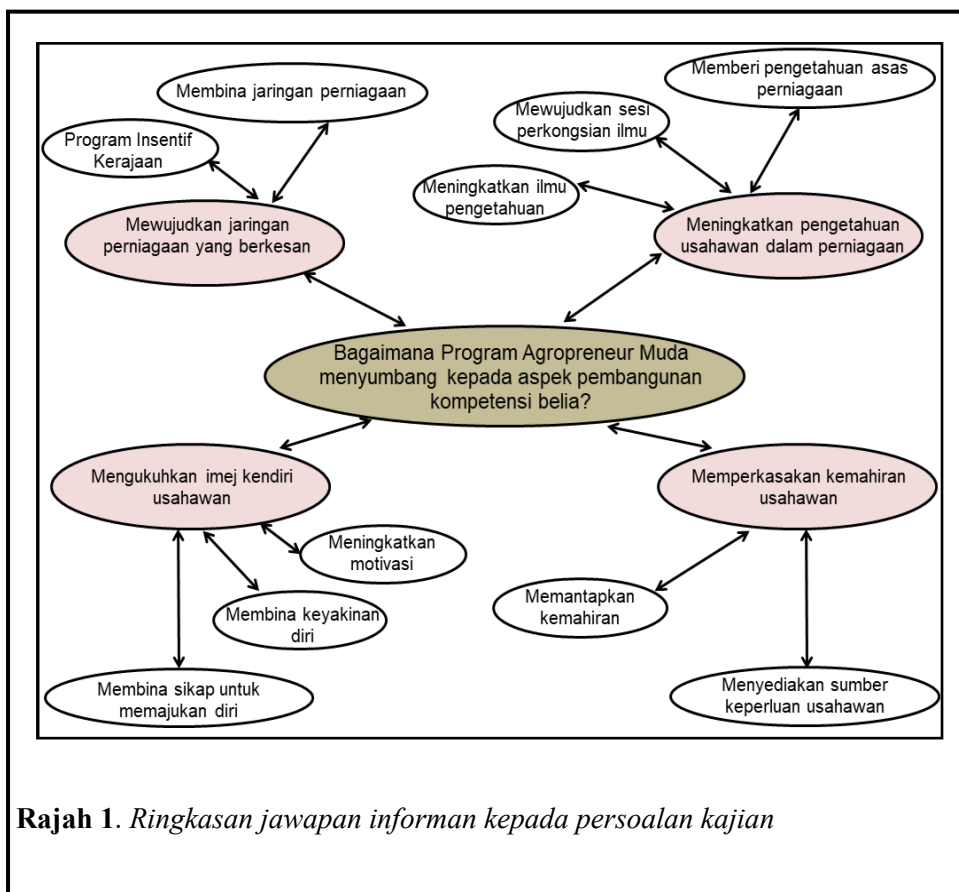 Membina jaringan perniagaan
Program Insentif
Kerajaan
Mewujudkan jaringan
perniagaan yang berkesan
Memberi pengetahuan asas
perniagaan
Mewujudkan sesi
perkongsian ilmu
Meningkatkan ilmu
pengetahuan
Meningkatkan pengetahuan
usahawan dalam perniagaan
Bagaimana Program Agropreneur Muda
menyumbang kepada aspek pembangunan
kompetensi belia?
Mengukuhkan imej kendiri
usahawan
Meningkatkan
motivasi
Membina keyakinan
diri
Membina sikap untuk
memajukan diri
Memperkasakan kemahiran
usahawan
Memantapkan
kemahiran
Menyediakan sumber
keperluan usahawan
Rajah 1. Ringkasan jawapan informan kepada persoalan kajian